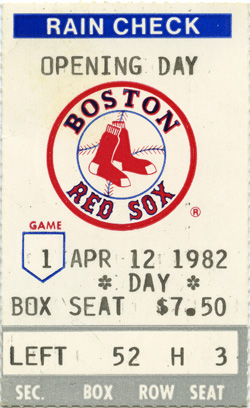 RAIN CHECK
OPENING DAY
BOSTON
RED SOX
®
GAME
1 APR 12 1982
* DAY *
BOX SEAT $7.50
LEFT 52 H 3
SEC. BOX ROW SEAT